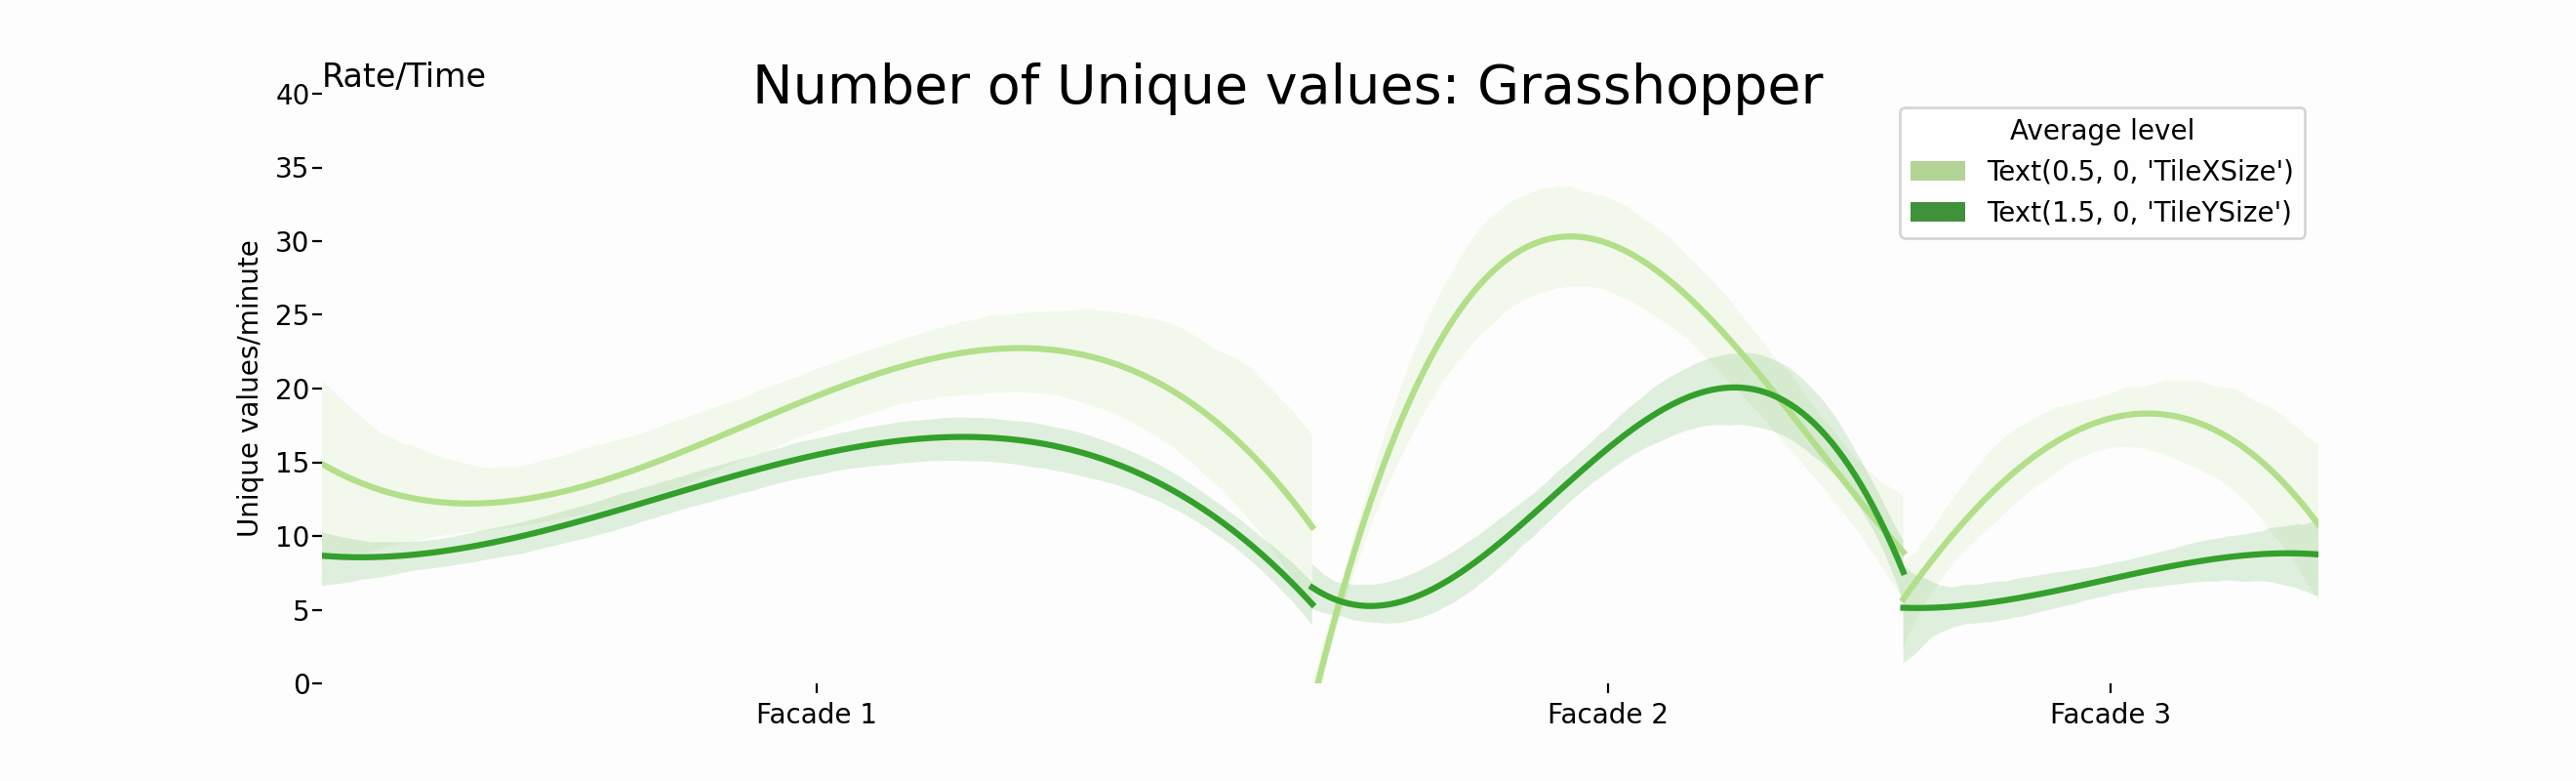 Rate/Time
Number of Unique values: Grasshopper
40
35
30
25
20
15
10
5
0
Unique values/minute
Average level
Text(0.5, 0, 'TileXSize')
Text(1.5, 0, 'TileYSize')
Facade 1
Facade 2
Facade 3